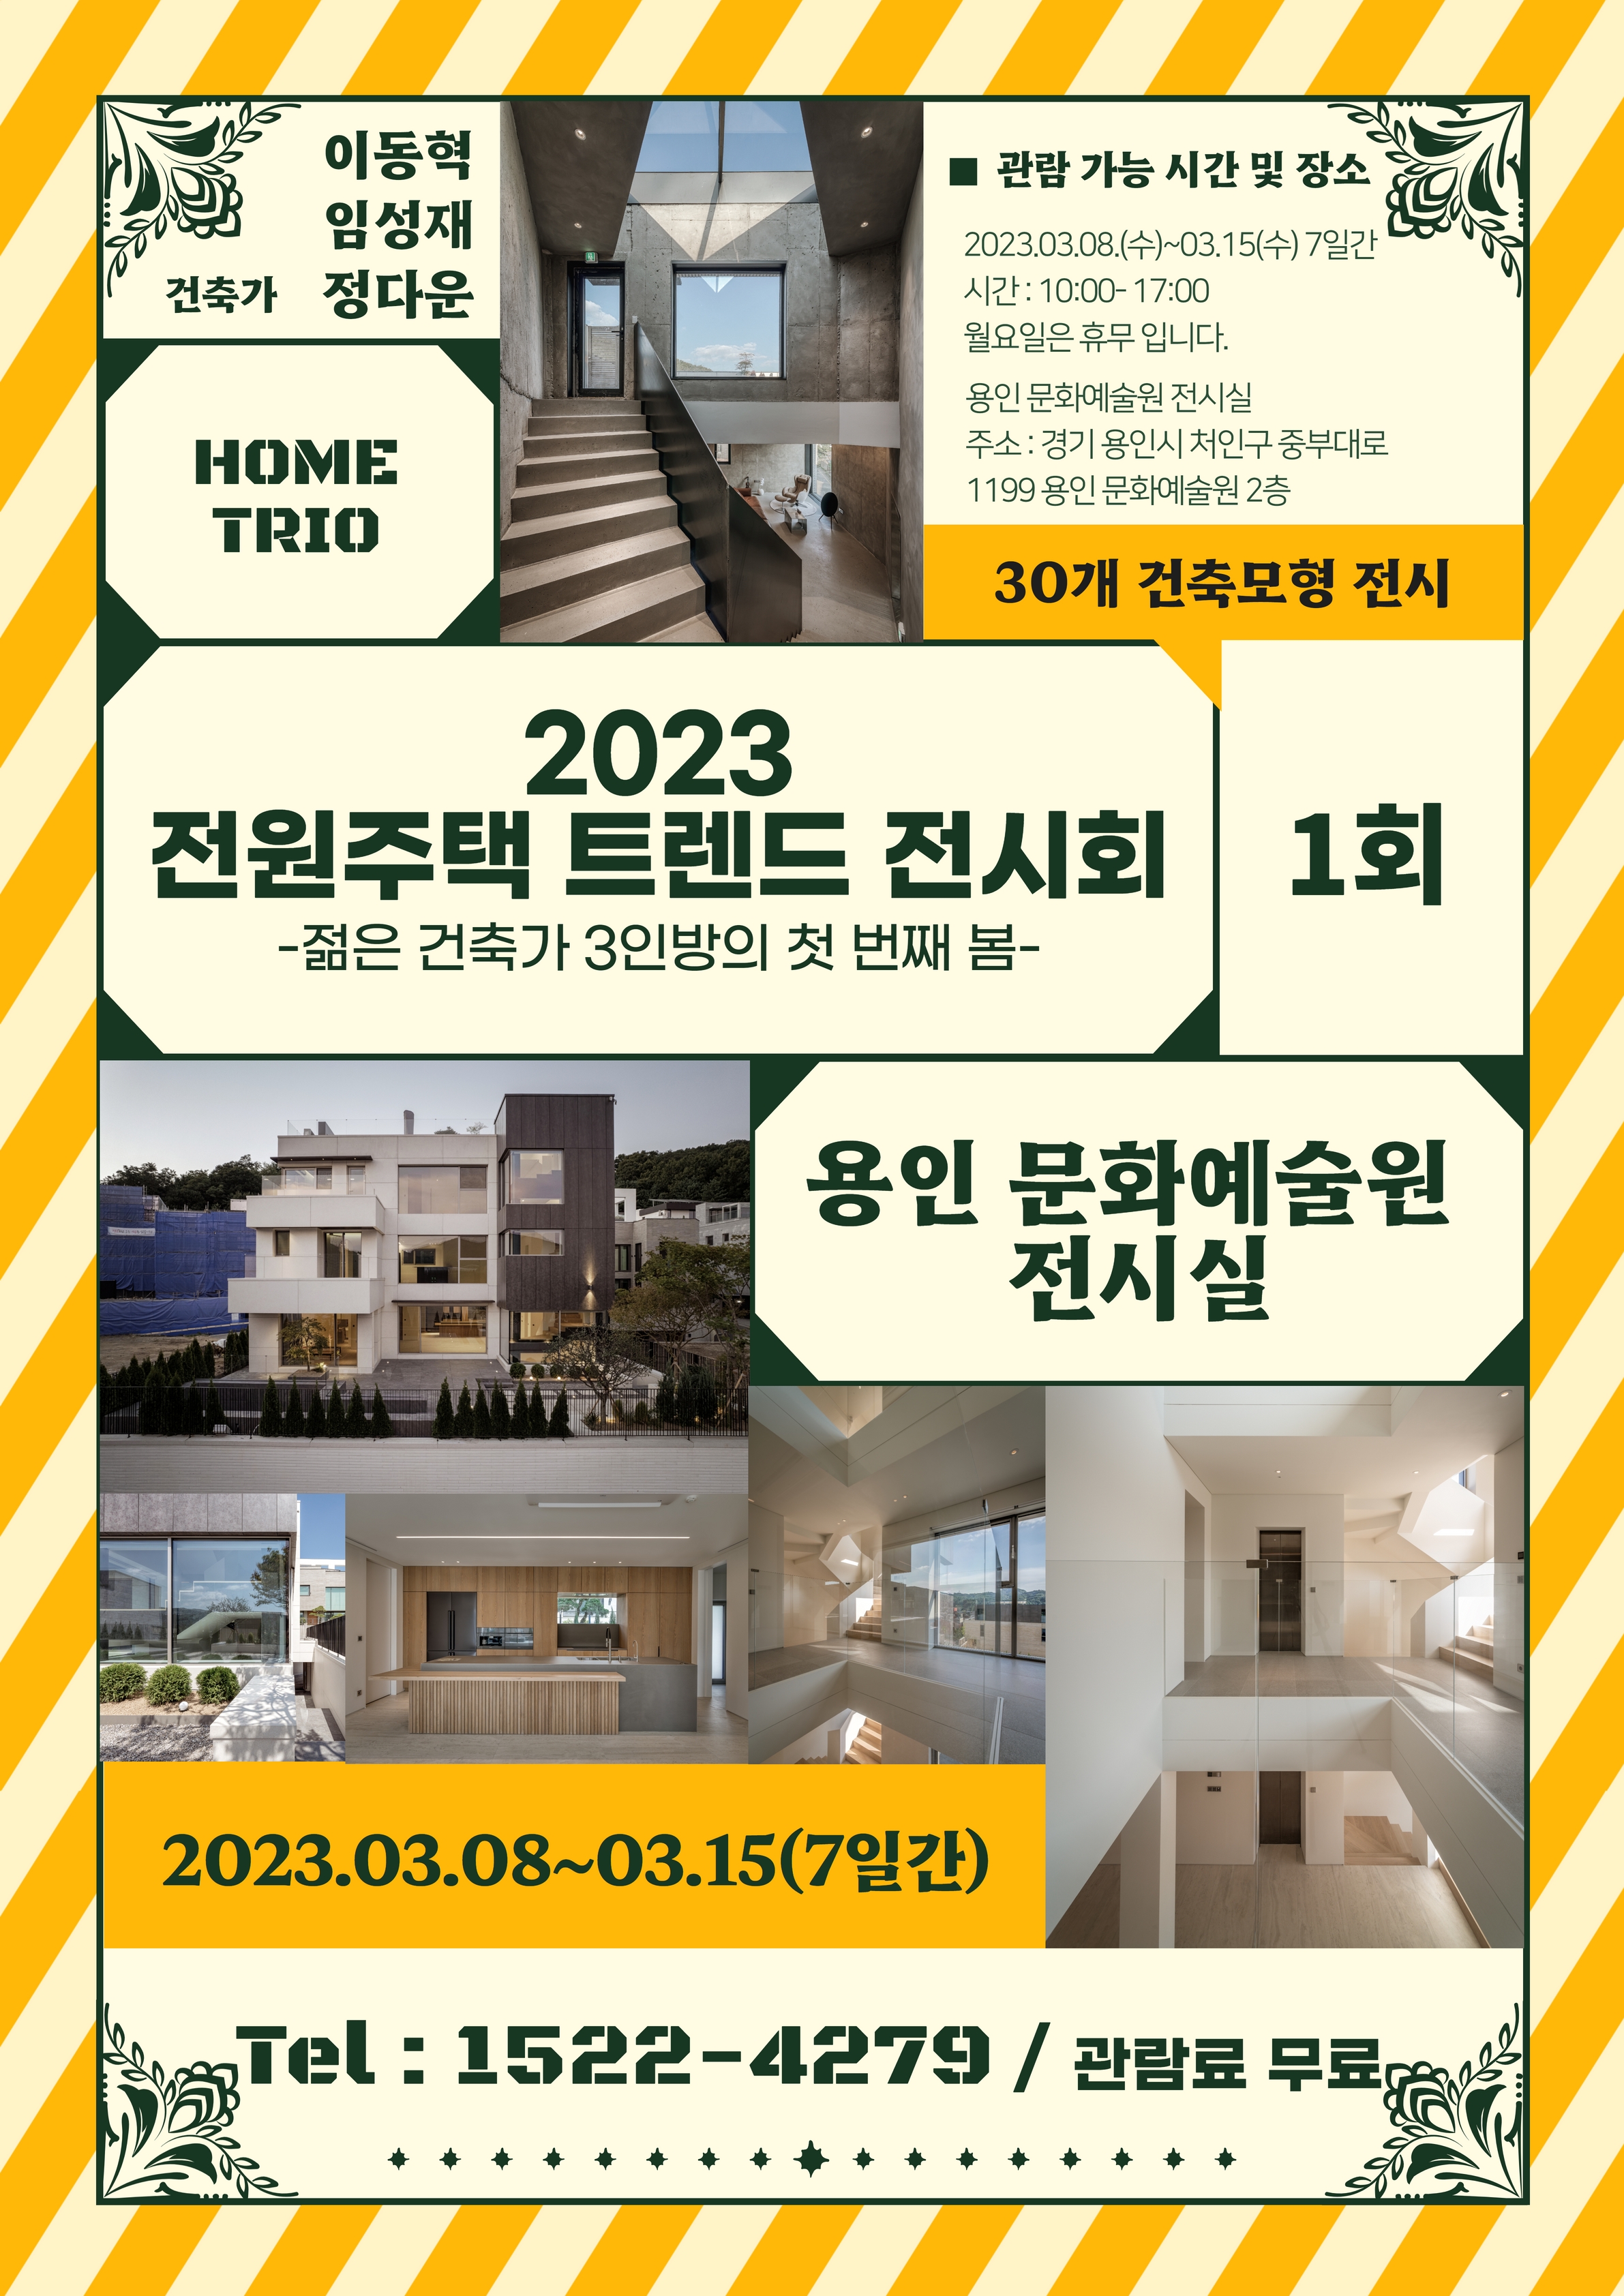 이동혁
임성재
건축가 정다운
HOME
TRIO
■ 관람 가능 시간 및 장소
2023.03.08.(수)~03.15(수) 7일간
시간 : 10:00- 17:00
월요일은 휴무 입니다.
용인 문화예술원 전시실
주소 : 경기 용인시 처인구 중부대로
1199 용인 문화예술원 2층
30개 건축모형 전시
2023
전원주택 트렌드 전시회
-젊은 건축가 3인방의 첫 번째 봄-
1회
용인 문화예술원
전시실
2023.03.08~03.15(7일간)
Tel : 1522-4279 / 관람료 무료